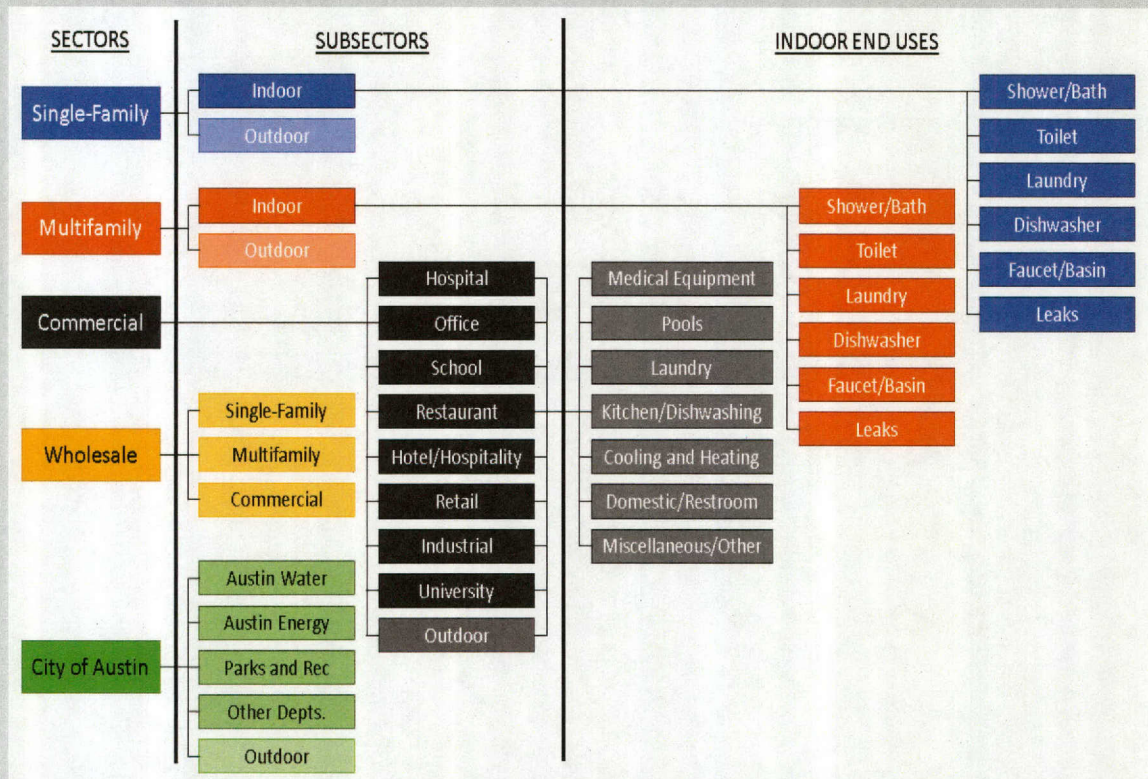 SECTORS
SUBSECTORS
INDOOR END USES
Single-Family
Indoor
Outdoor
Shower/Bath
Toilet
Laundry
Dishwasher
Faucet/Basin
Leaks
Multifamily
Indoor
Outdoor
Shower/Bath
Toilet
Laundry
Dishwasher
Faucet/Basin
Leaks
Commercial
Hospital
Office
School
Restaurant
Hotel/Hospitality
Retail
Industrial
University
Outdoor
Medical Equipment
Pools
Laundry
Kitchen/Dishwashing
Cooling and Heating
Domestic/Restroom
Miscellaneous/Other
Wholesale
Single-Family
Multifamily
Commercial
City of Austin
Austin Water
Austin Energy
Parks and Rec
Other Depts.
Outdoor